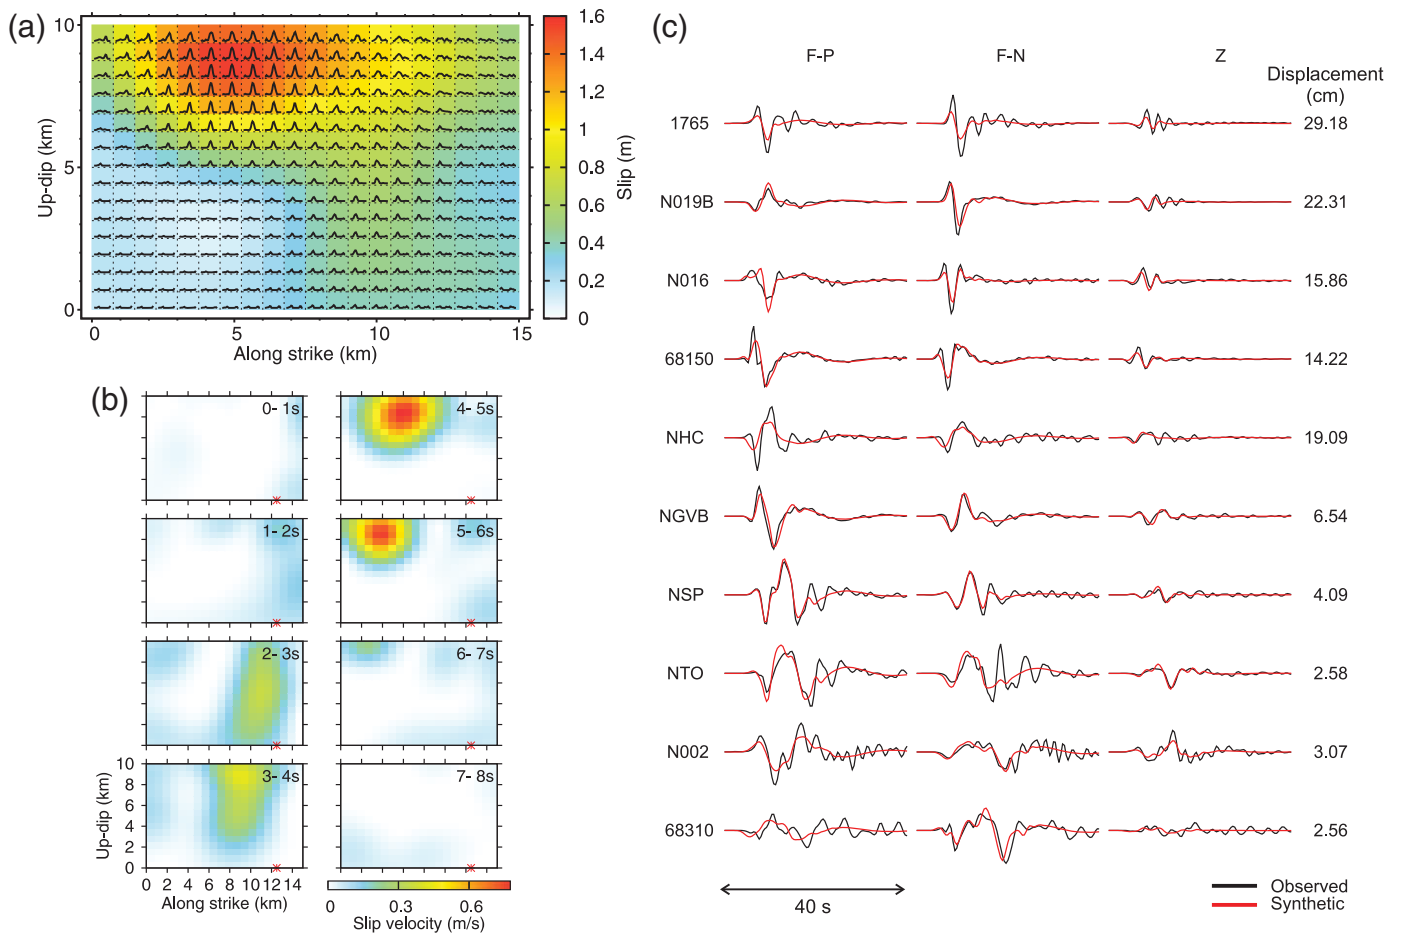 (a)
10
5
0
Up-dip (km)
0 5 10 15
Along strike (km)
1.6
1.4
1.2
1
0.8
0.6
0.4
0.2
0
Slip (m)
(b)
0- 1s
4- 5s
1- 2s
5- 6s
2- 3s
6- 7s
3- 4s
7- 8s
10
8
6
4
2
0
Up-dip (km)
0 2 4 6 8 10 12 14
Along strike (km)
0 0.3 0.6
Slip velocity (m/s)
(c)
F-P F-N Z
Displacement
(cm)
1765 29.18
N019B 22.31
N016 15.86
68150 14.22
NHC 19.09
NGVB 6.54
NSP 4.09
NTO 2.58
N002 3.07
68310 2.56
40 s
Observed
Synthetic